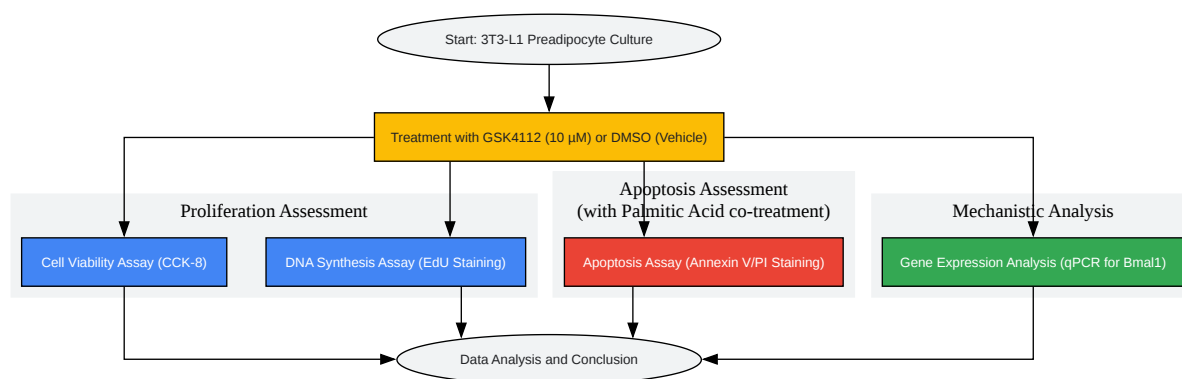 Start: 3T3-L1 Preadipocyte Culture
Treatment with GSK4112 (10 µM) or DMSO (Vehicle)
Proliferation Assessment
Cell Viability Assay (CCK-8)
DNA Synthesis Assay (EdU Staining)
Apoptosis Assessment
(with Palmitic Acid co-treatment)
Apoptosis Assay (Annexin V/PI Staining)
Mechanistic Analysis
Gene Expression Analysis (qPCR for Bmal1)
Data Analysis and Conclusion